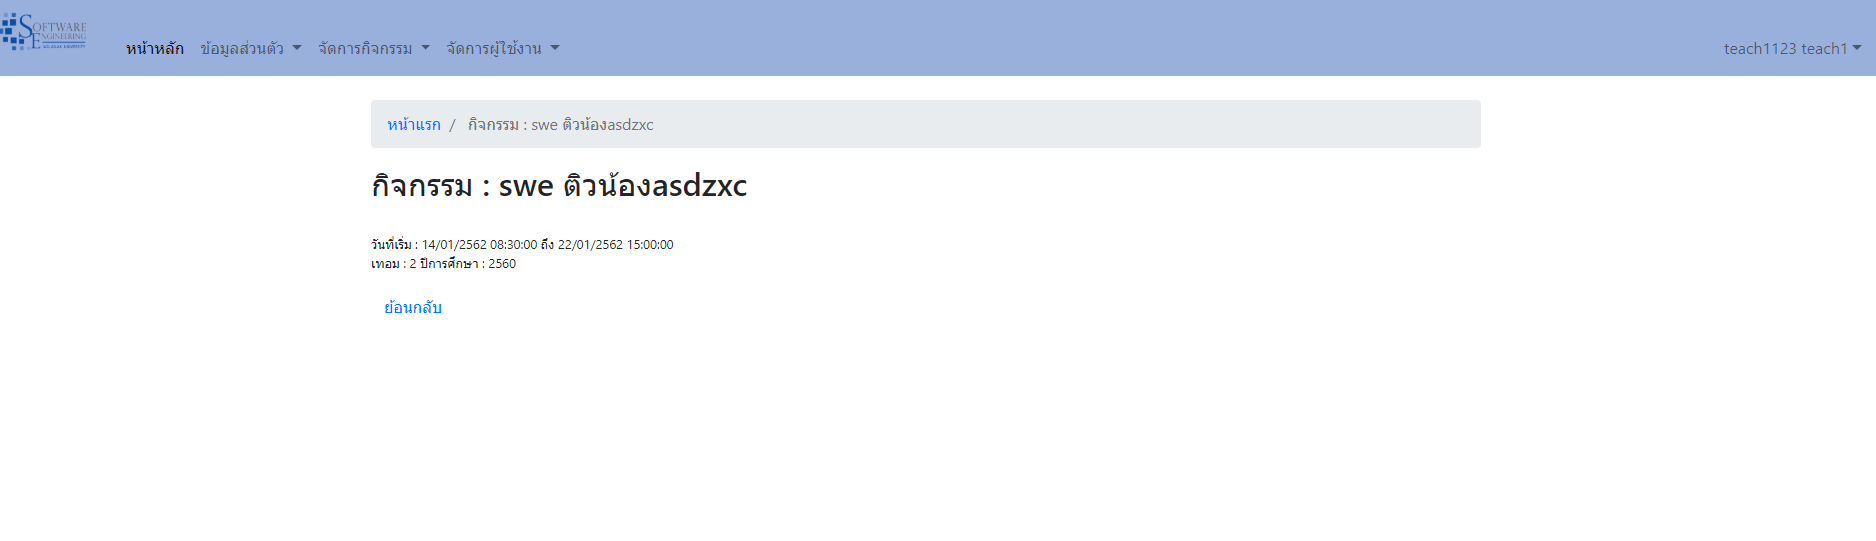 SOFTWARE
ENGINEERING
WALAILAK UNIVERSITY
หน้าหลัก ข้อมูลส่วนตัว จัดการกิจกรรม จัดการผู้ใช้งาน teach1123 teach1
หน้าแรก / กิจกรรม : swe ติวน้องasdzxc
กิจกรรม : swe ติวน้องasdzxc
วันที่เริ่ม : 14/01/2562 08:30:00 ถึง 22/01/2562 15:00:00
เทอม : 2 ปีการศึกษา : 2560
ย้อนกลับ